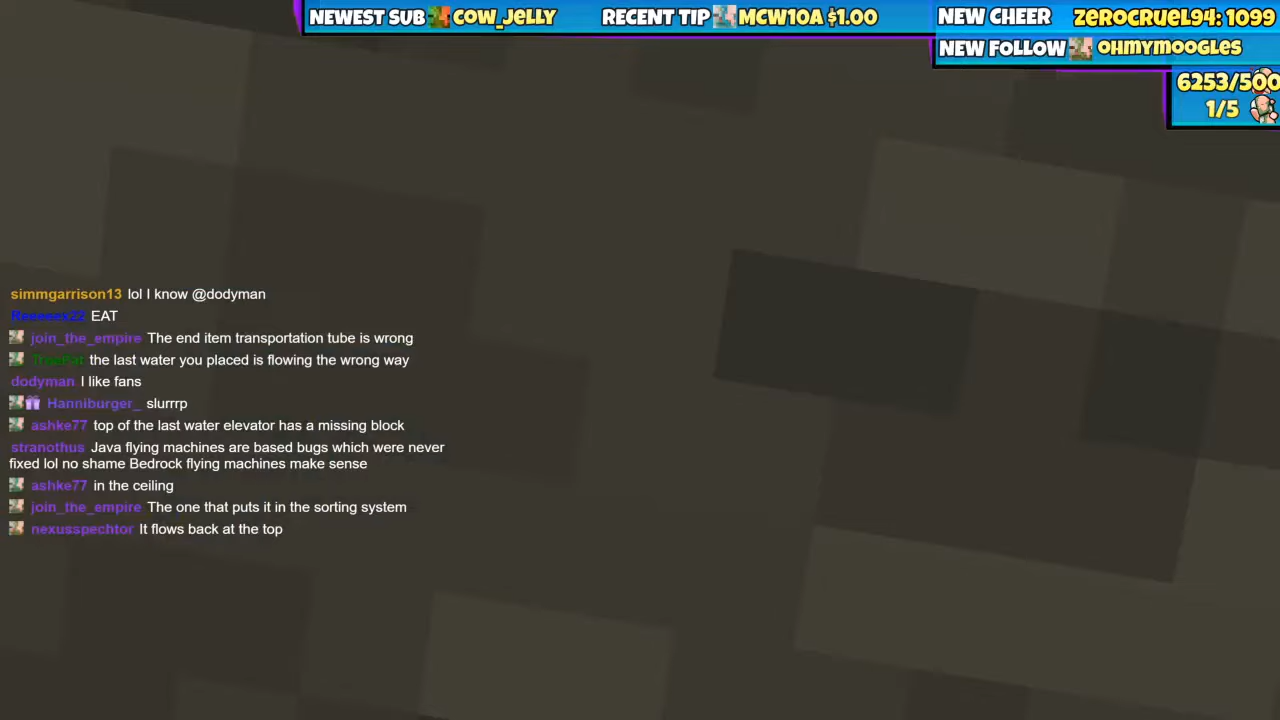 NEWEST SUB COW_JELLY RECENT TIP MCW10A $1.00 NEW CHEER ZEROCRUEL94: 1099
NEW FOLLOW OHMYMOOGLES
6253/500
1/5
simmgarrison13 lol I know @dodyman
EAT
join_the_empire The end item transportation tube is wrong
the last water you placed is flowing the wrong way
dodyman I like fans
Hanniburger_ slurrrp
ashke77 top of the last water elevator has a missing block
stranothus Java flying machines are based bugs which were never
fixed lol no shame Bedrock flying machines make sense
ashke77 in the ceiling
join_the_empire The one that puts it in the sorting system
nexusspechtor It flows back at the top